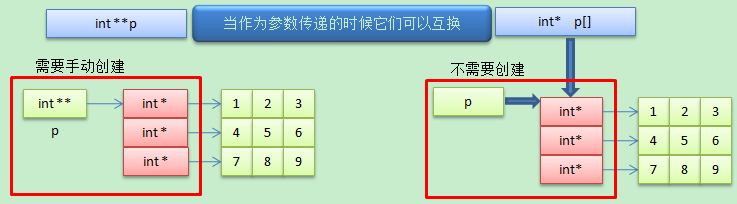 int **p
当作为参数传递的时候它们可以互换
int* p[]
需要手动创建
int **
p
int *
int *
int *
1 2 3
4 5 6
7 8 9
不需要创建
p
int*
int*
int*
1 2 3
4 5 6
7 8 9